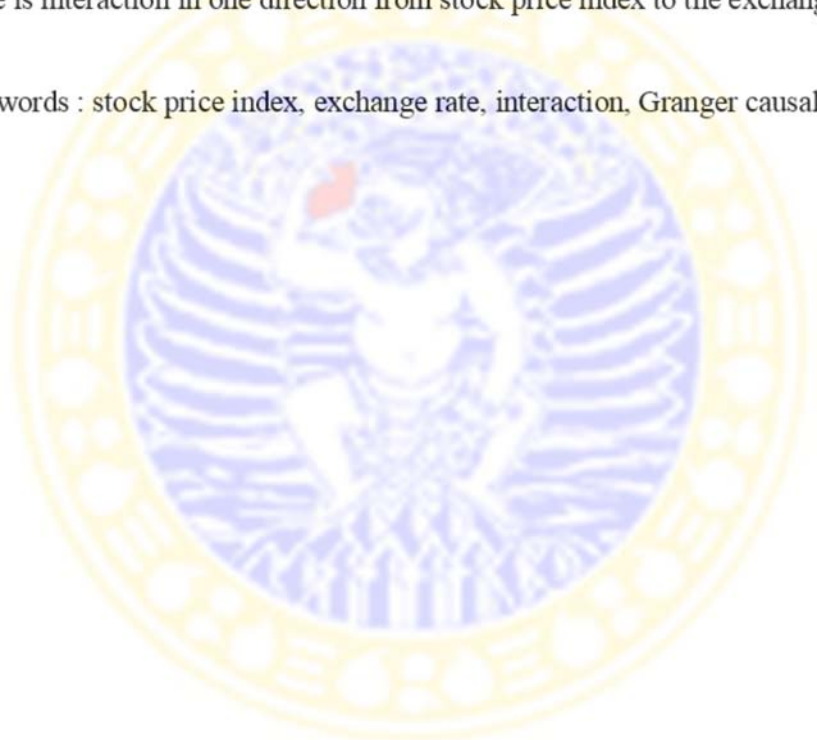 is interaction in one direction from stock price index to the
words : stock price index, exchange rate, interaction, Granger